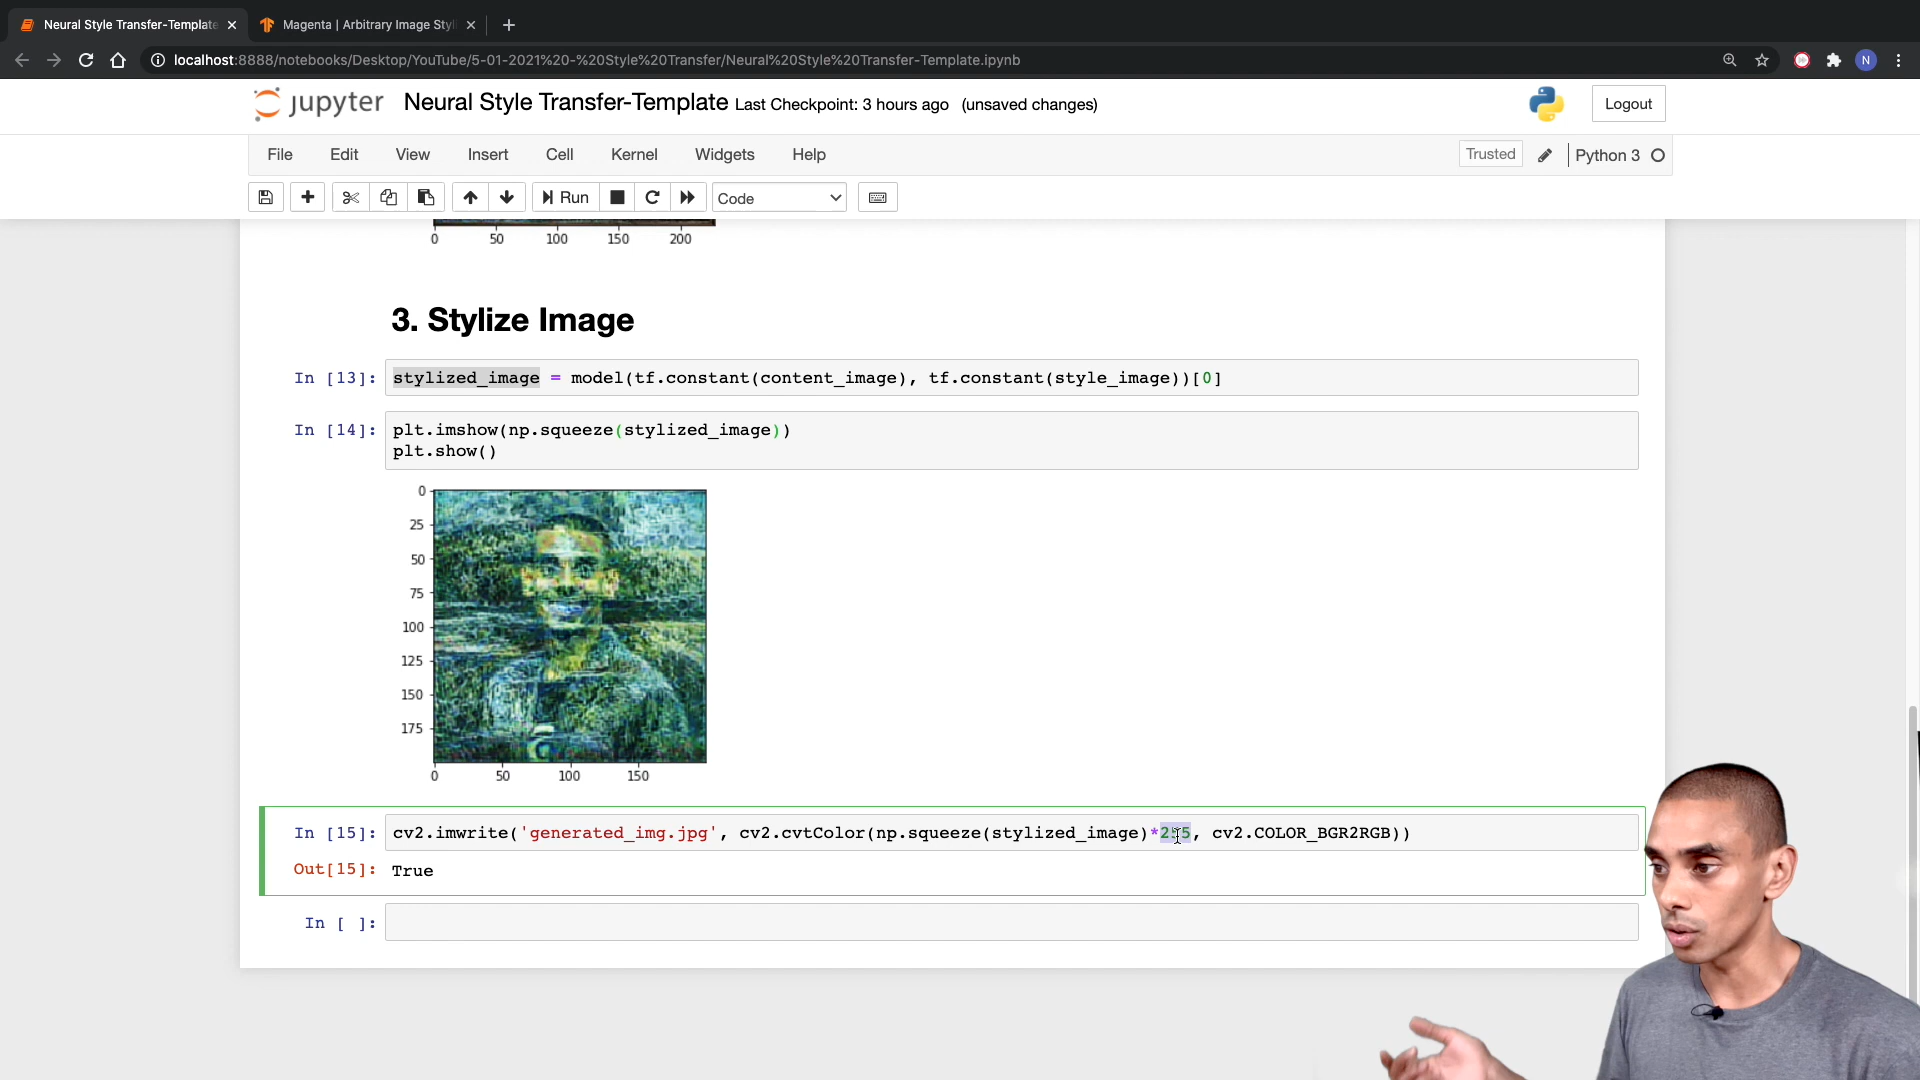 Neural Style Transfer-Template
Magenta | Arbitrary Image Styl
localhost:8888/notebooks/Desktop/YouTube/5-01-2021%20-%20Style%20Transfer/Neural%20Style%20Transfer-Template.ipynb
N
jupyter Neural Style Transfer-Template Last Checkpoint: 3 hours ago (unsaved changes)
Logout
File Edit View Insert Cell Kernel Widgets Help
Trusted Python 3
Run Code
0 50 100 150 200
3. Stylize Image
In [13]: stylized_image = model(tf.constant(content_image), tf.constant(style_image))[0]
In [14]: plt.imshow(np.squeeze(stylized_image))
plt.show()
0
25
50
75
100
125
150
175
0 50 100 150
In [15]: cv2.imwrite('generated_img.jpg', cv2.cvtColor(np.squeeze(stylized_image)*255, cv2.COLOR_BGR2RGB))
Out[15]: True
In [ ]: